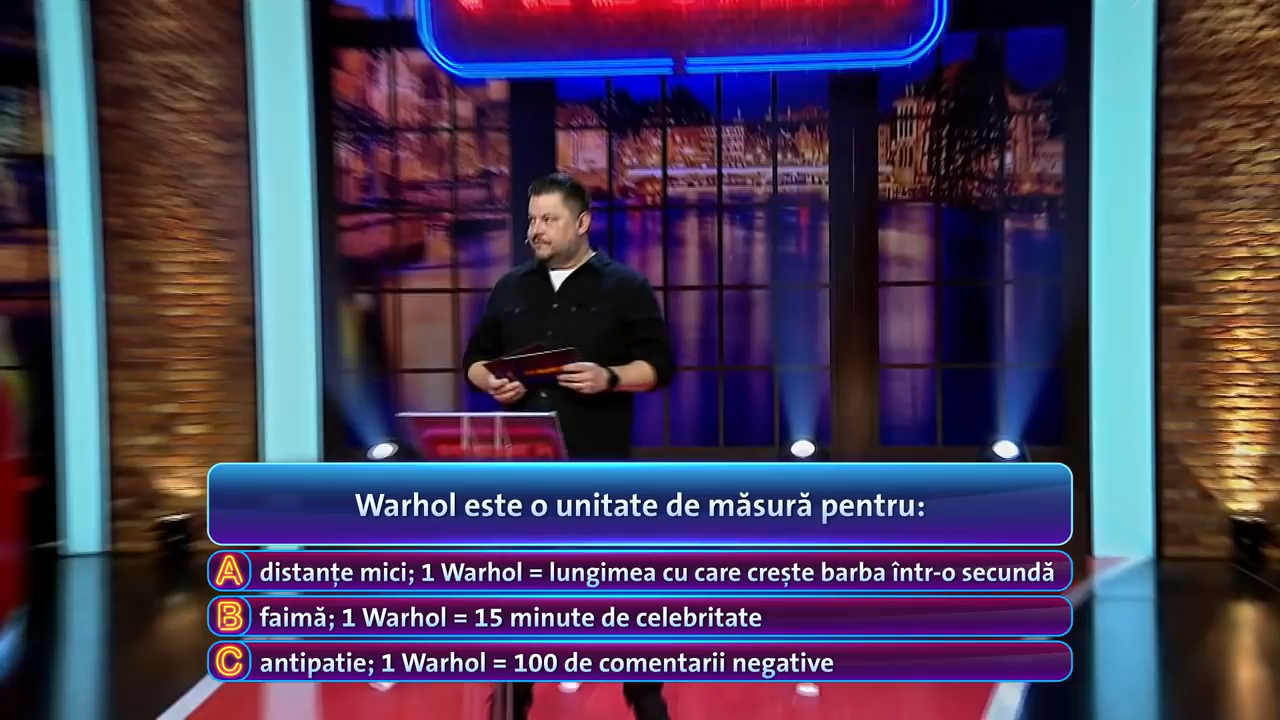 Warhol este o unitate de măsură pentru:
A distanțe mici; 1 Warhol = lungimea cu care crește barba într-o secundă
B faimă; 1 Warhol = 15 minute de celebritate
C antipatie; 1 Warhol = 100 de comentarii negative